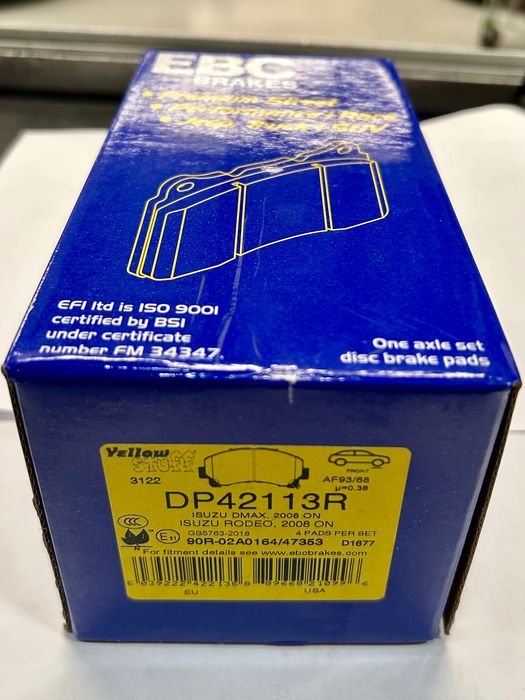 EBC
BRAKES
• Premium Street
• Performance + Race
• Jeep, Truck + SUV
EFI ltd is ISO 9001
certified by BSI
under certificate
number FM 34347.
One axle set
disc brake pads
Yellow
STUFF
3122
FRONT
AF93/68
μ=0.38
DP42113R
ISUZU DMAX, 2008 ON
ISUZU RODEO, 2008 ON
GB5763-2018 4 PADS PER SET
CCC
E11
N
90R-02A0164/47353 D1677
For fitment details see www.ebcbrakes.com
EU
USA